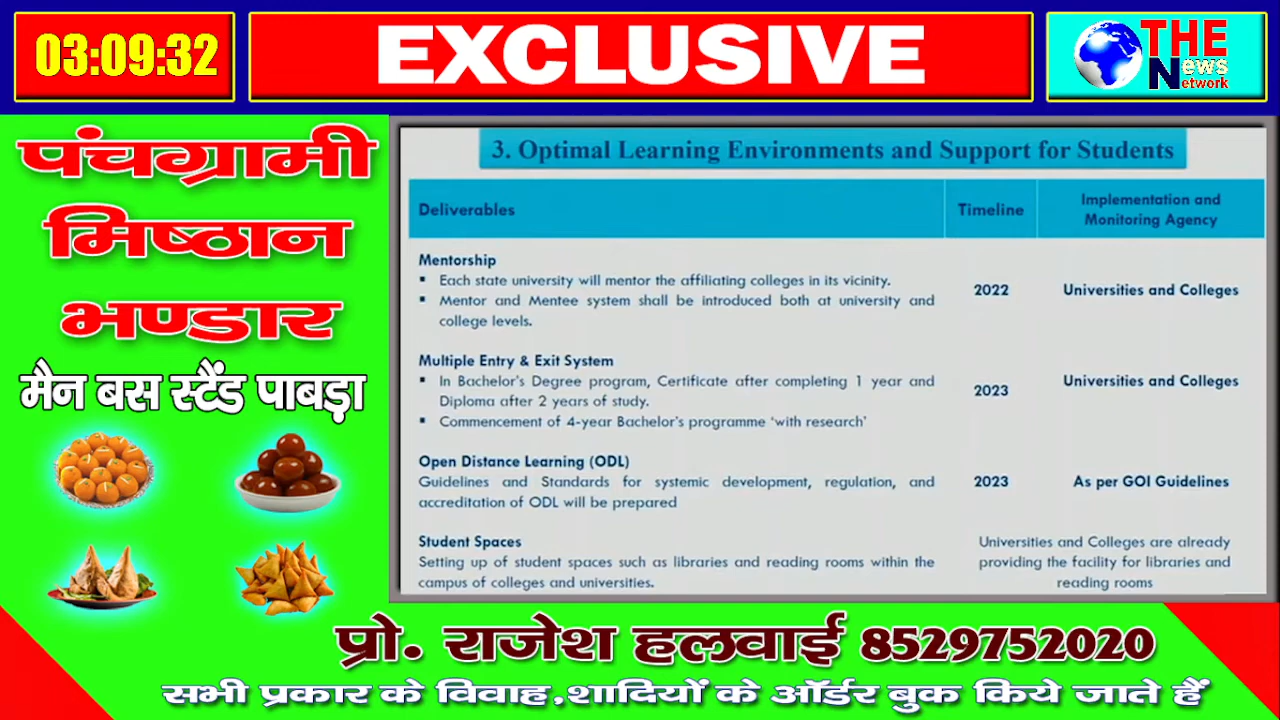 03:09:32
EXCLUSIVE
THE
News
Network
पंचग्रामी
मिष्ठान
भण्डार
मैन बस स्टैंड पाबड़ा
3. Optimal Learning Environments and Support for Students
Deliverables
Timeline
Implementation and
Monitoring Agency
Mentorship
▪ Each state university will mentor the affiliating colleges in its vicinity.
▪ Mentor and Mentee system shall be introduced both at university and
college levels.
2022
Universities and Colleges
Multiple Entry & Exit System
▪ In Bachelor's Degree program, Certificate after completing 1 year and
Diploma after 2 years of study.
▪ Commencement of 4-year Bachelor's programme 'with research'
2023
Universities and Colleges
Open Distance Learning (ODL)
Guidelines and Standards for systemic development, regulation, and
accreditation of ODL will be prepared
2023
As per GOI Guidelines
Student Spaces
Setting up of student spaces such as libraries and reading rooms within the
campus of colleges and universities.
Universities and Colleges are already
providing the facility for libraries and
reading rooms
प्रो. राजेश हलवाई 8529752020
सभी प्रकार के विवाह,शादियों के ऑर्डर बुक किये जाते हैं